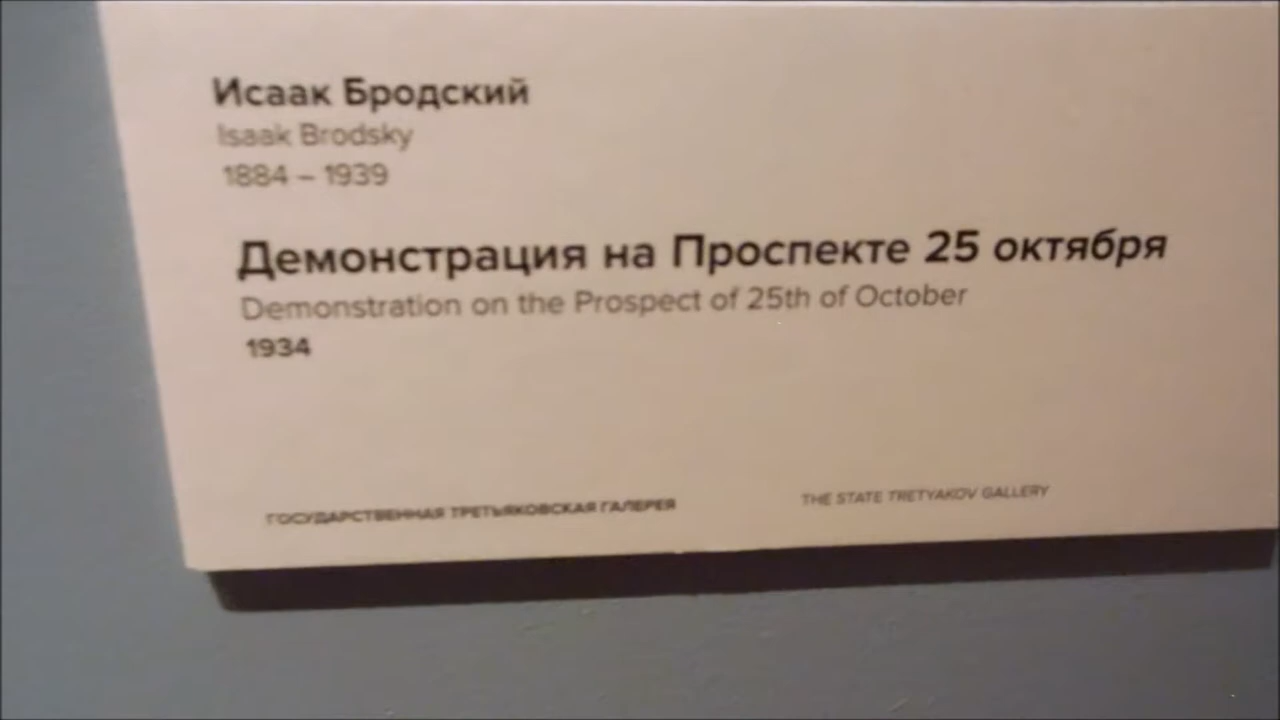 Исаак Бродский
Isaak Brodsky
1884 – 1939
Демонстрация на Проспекте 25 октября
Demonstration on the Prospect of 25th of October
1934
ГОСУДАРСТВЕННАЯ ТРЕТЬЯКОВСКАЯ ГАЛЕРЕЯ
THE STATE TRETYAKOV GALLERY